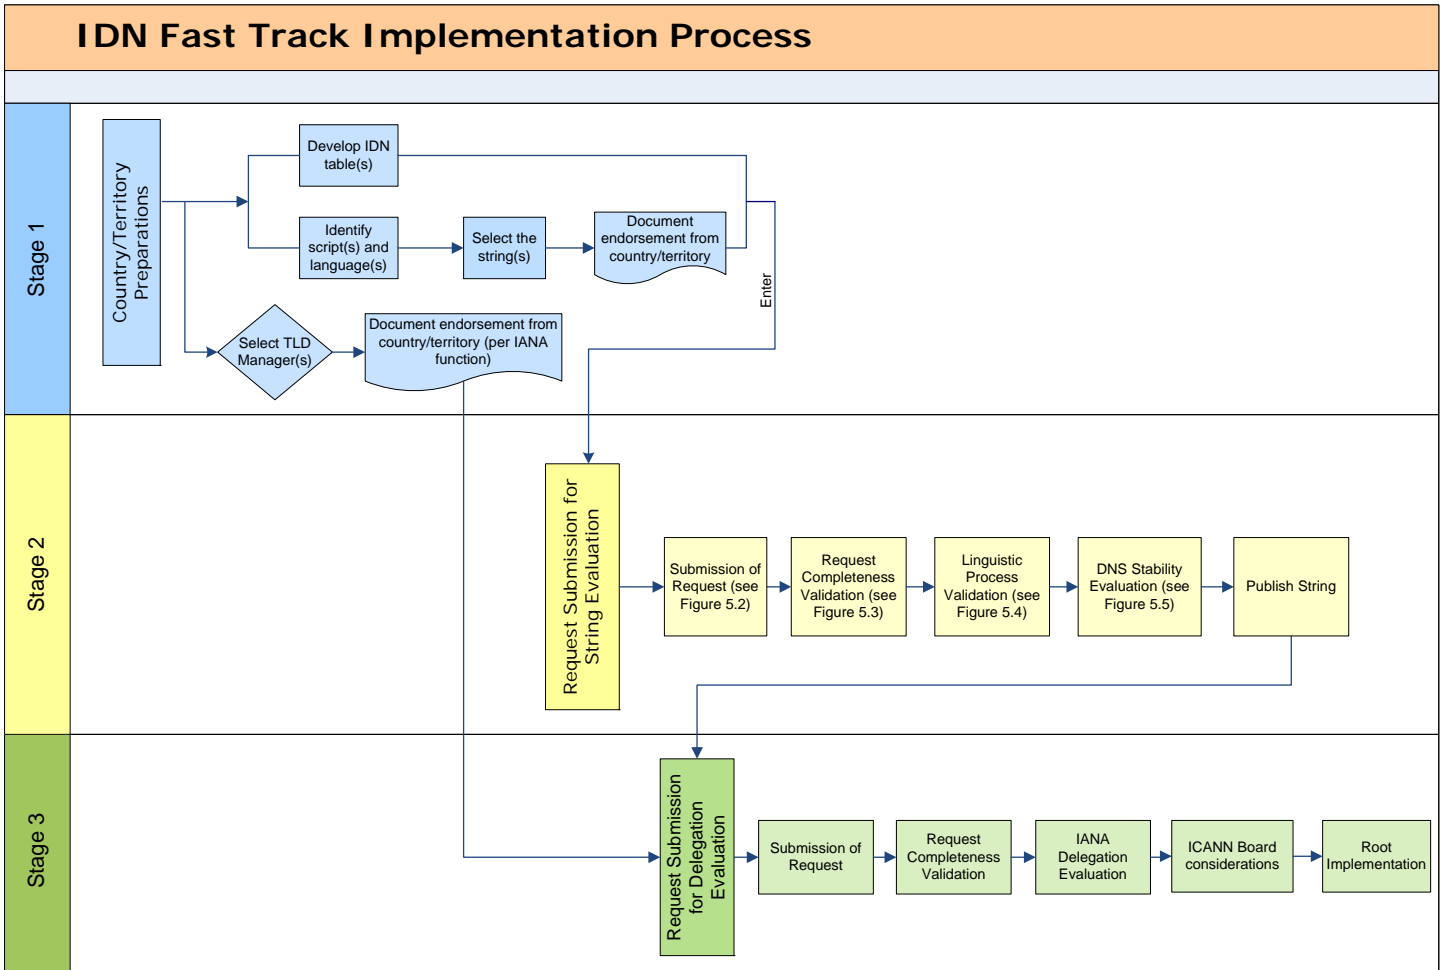 IDN Fast Track Implementation Process
Stage 1
Country/Territory
Preparations
Develop IDN
table(s)
Identify
script(s) and
language(s)
Select the
string(s)
Document
endorsement from
country/territory
Enter
Select TLD
Manager(s)
Document endorsement from
country/territory (per IANA
function)
Stage 2
Request Submission for
String Evaluation
Submission of
Request (see
Figure 5.2)
Request
Completeness
Validation (see
Figure 5.3)
Linguistic
Process
Validation (see
Figure 5.4)
DNS Stability
Evaluation (see
Figure 5.5)
Publish String
Stage 3
Request Submission
for Delegation
Evaluation
Submission of
Request
Request
Completeness
Validation
IANA
Delegation
Evaluation
ICANN Board
considerations
Root
Implementation